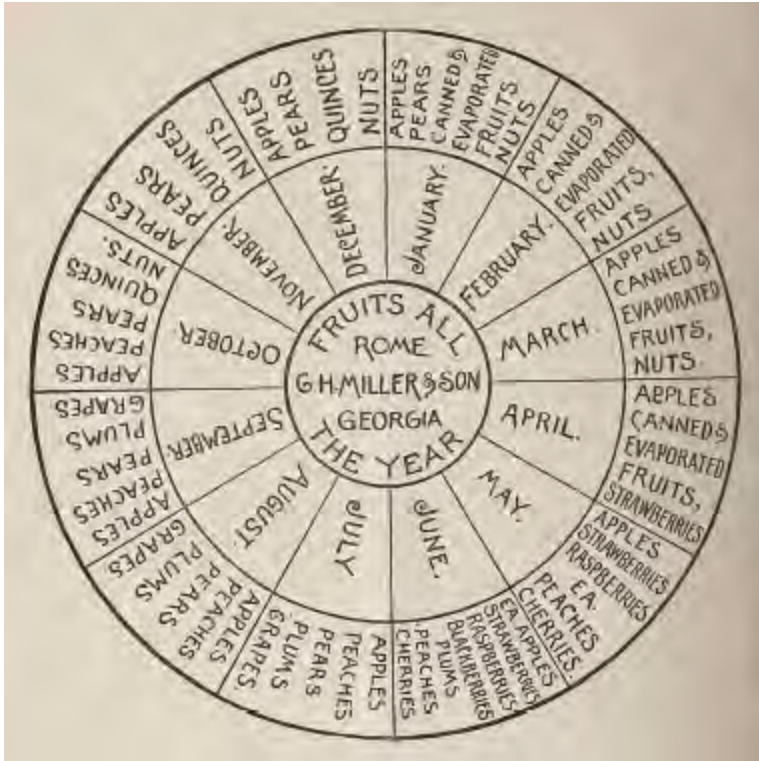 FRUITS ALL
ROME
G.H. MILLER & SON
GEORGIA
THE YEAR
JANUARY.
APPLES
PEARS
CANNED &
EVAPORATED
FRUITS
NUTS
FEBRUARY.
APPLES
CANNED &
EVAPORATED
FRUITS,
NUTS
MARCH.
APPLES
CANNED &
EVAPORATED
FRUITS,
NUTS.
APRIL.
APPLES
CANNED &
EVAPORATED
FRUITS,
STRAWBERRIES
MAY.
APPLES
STRAWBERRIES
RASPBERRIES
EA.
PEACHES
CHERRIES.
JUNE.
EA. APPLES
STRAWBERRIES
RASPBERRIES
BLACKBERRIES
PLUMS
PEACHES
CHERRIES
JULY
APPLES
PEACHES
PEARS
PLUMS
GRAPES.
AUGUST.
APPLES
PEACHES
PEARS
PLUMS
GRAPES
SEPTEMBER.
GRAPES
PLUMS
PEARS
PEACHES
APPLES
OCTOBER.
NUTS.
QUINCES
PEARS
PEACHES
APPLES
NOVEMBER.
NUTS
QUINCES
PEARS
APPLES
DECEMBER.
APPLES
PEARS
QUINCES
NUTS